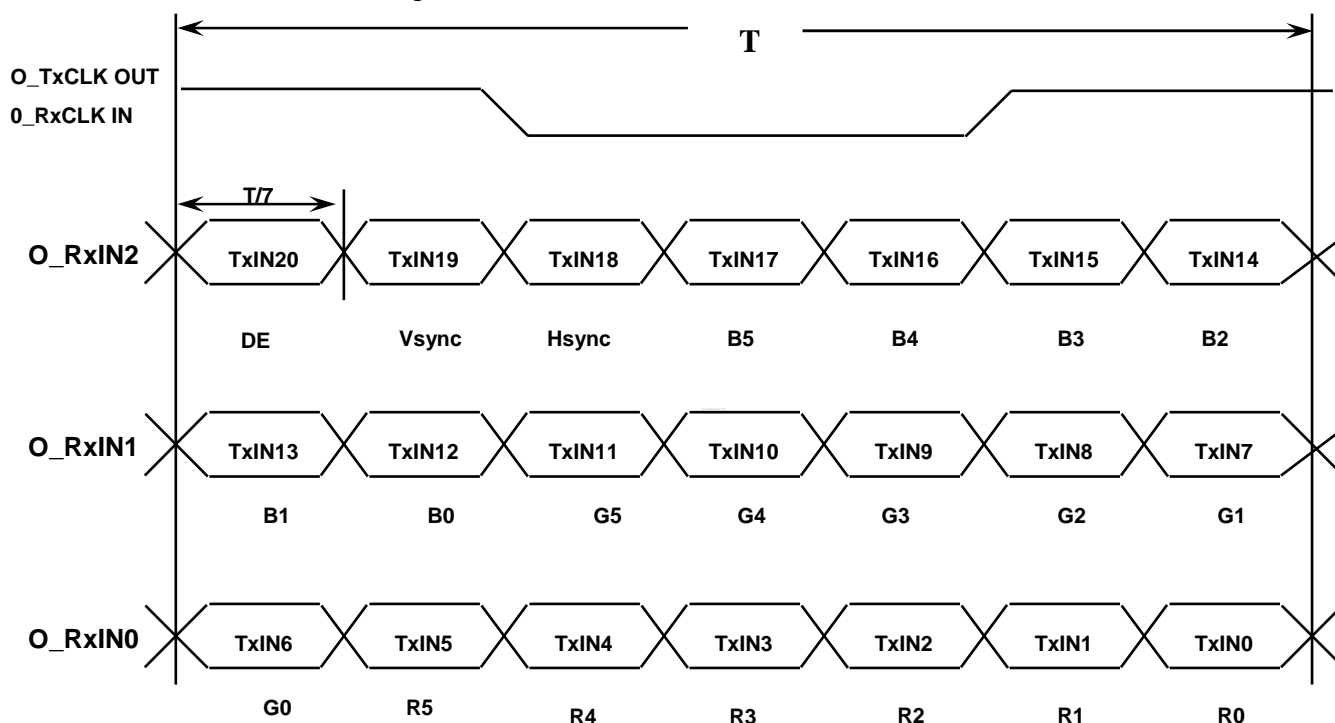 T
O_TxCLK OUT
0_RxCLK IN
T/7
O_RxIN2 TxIN20 TxIN19 TxIN18 TxIN17 TxIN16 TxIN15 TxIN14
DE Vsync Hsync B5 B4 B3 B2
O_RxIN1 TxIN13 TxIN12 TxIN11 TxIN10 TxIN9 TxIN8 TxIN7
B1 B0 G5 G4 G3 G2 G1
O_RxIN0 TxIN6 TxIN5 TxIN4 TxIN3 TxIN2 TxIN1 TxIN0
G0 R5 R4 R3 R2 R1 R0